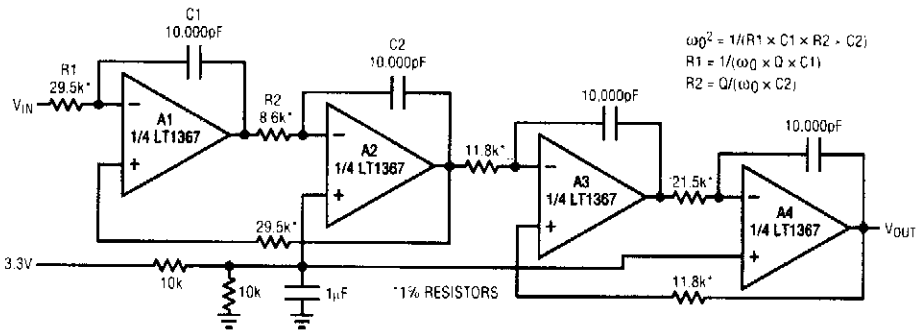 C1
10.000pF
C2
10.000pF
ω0² = 1/(R1 × C1 × R2 × C2)
R1 = 1/(ω0 × Q × C1)
R2 = Q/(ω0 × C2)
R1
29.5k*
VIN
A1
1/4 LT1367
R2
8.6k*
A2
1/4 LT1367
10,000pF
11.8k*
A3
1/4 LT1367
10.000pF
21.5k*
A4
1/4 LT1367
VOUT
29.5k*
3.3V
10k
10k
1µF
*1% RESISTORS
11.8k*